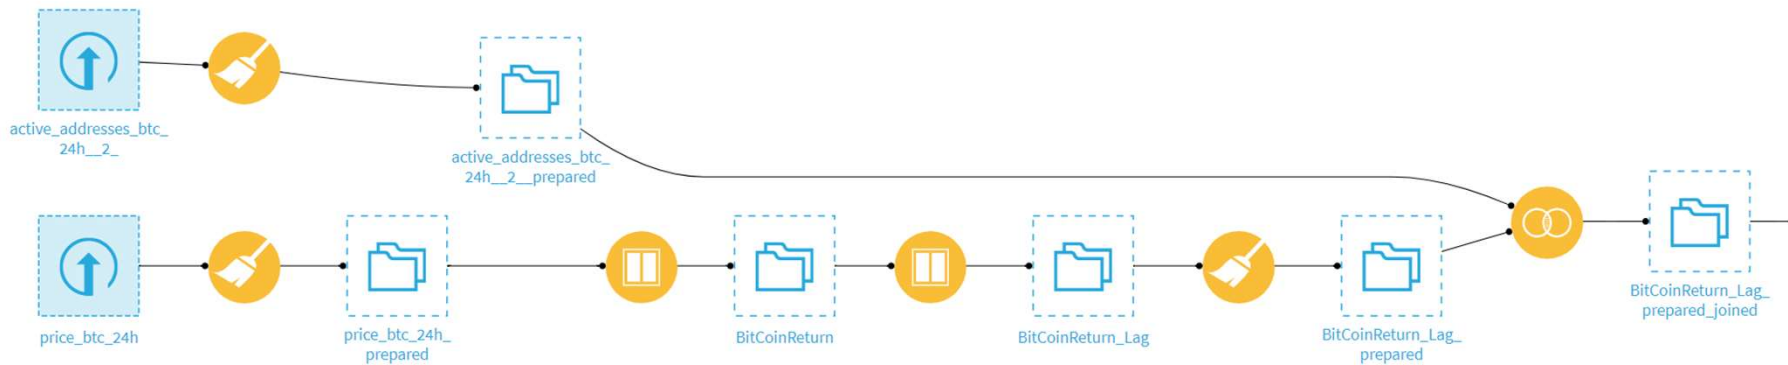 active_addresses_btc_
24h__2_
active_addresses_btc_
24h__2__prepared
price_btc_24h
price_btc_24h_
prepared
BitCoinReturn
BitCoinReturn_Lag
BitCoinReturn_Lag_
prepared
BitCoinReturn_Lag_
prepared_joined